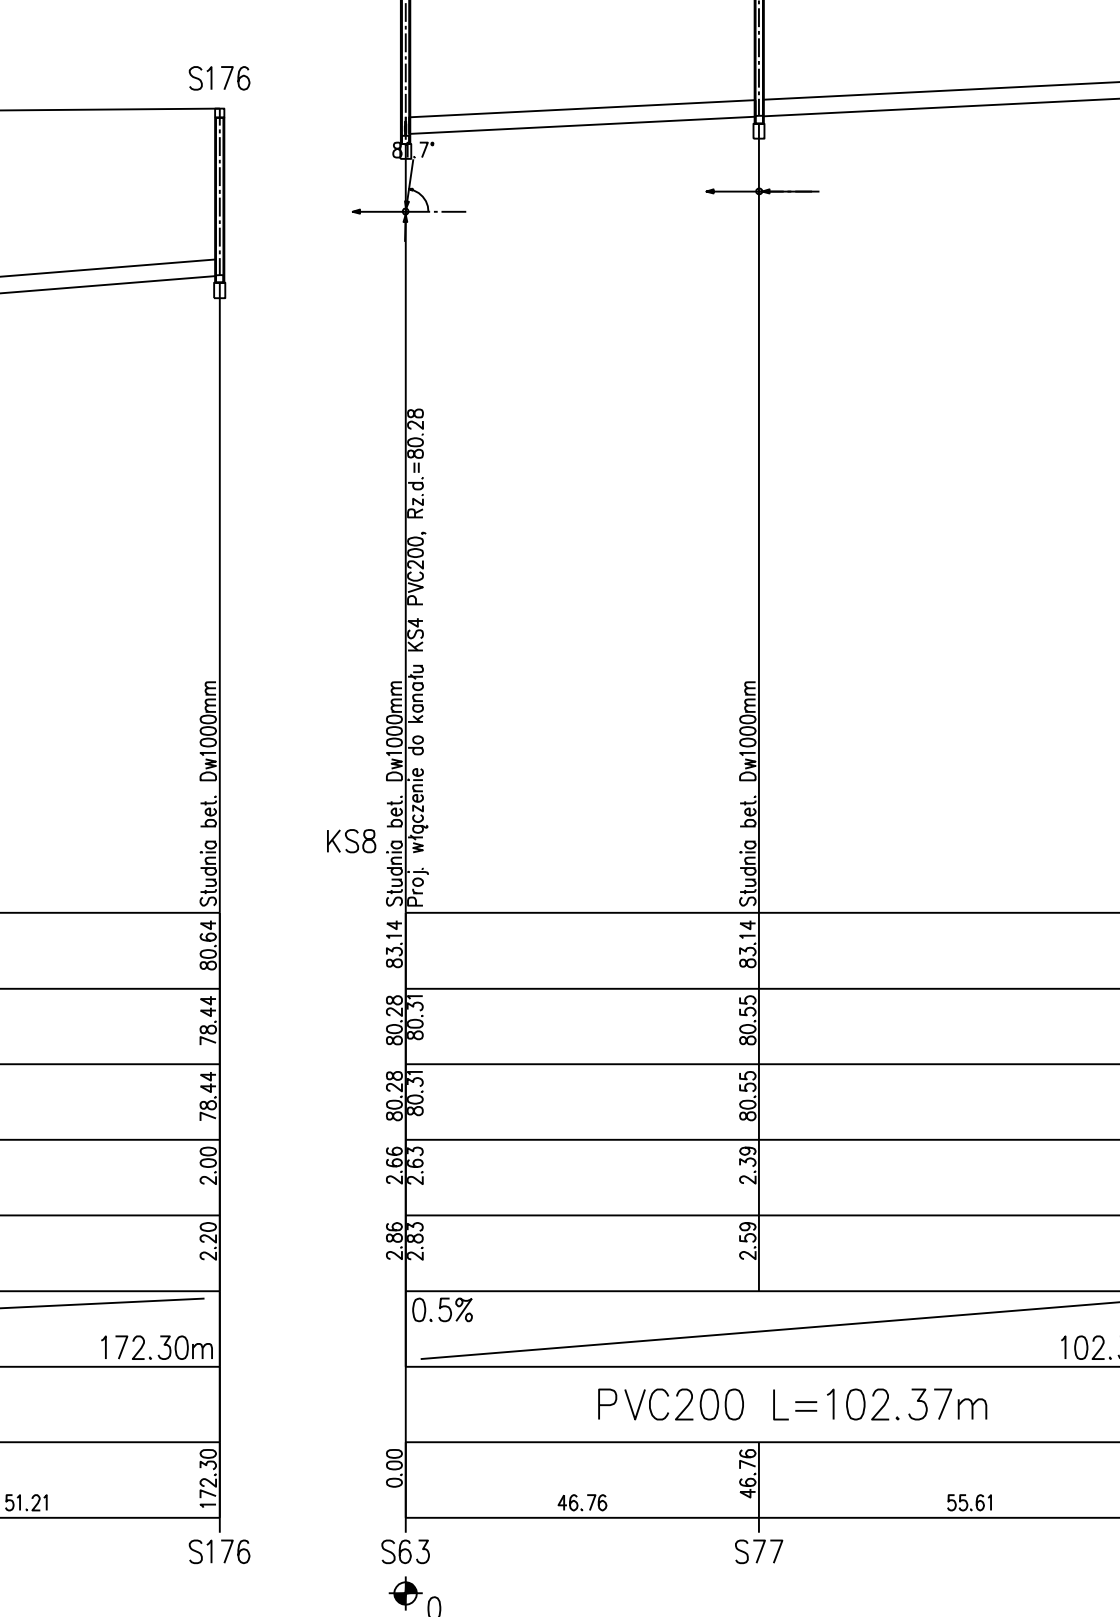 S176
8 .7°
Proj. włączenie do kanału KS4 PVC200, Rz.d.=80.28
Studnia bet. Dw1000mm
Studnia bet. Dw1000mm
Studnia bet. Dw1000mm
KS8
80.64
83.14
83.14
78.44
80.28
80.31
80.55
78.44
80.28
80.31
80.55
2.00
2.66
2.63
2.39
2.20
2.86
2.83
2.59
0.5%
172.30m
PVC200 L=102.37m
172.30
0.00
46.76
51.21
46.76
55.61
S176
S63
S77
0